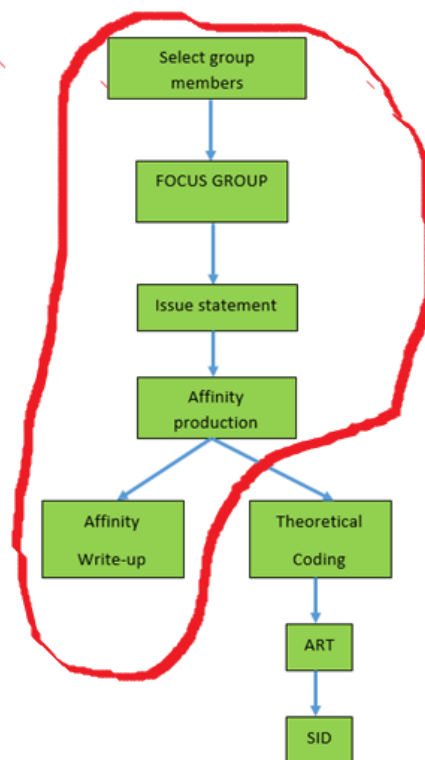 Select group
members
FOCUS GROUP
Issue statement
Affinity
production
Affinity
Write-up
Theoretical
Coding
ART
SID